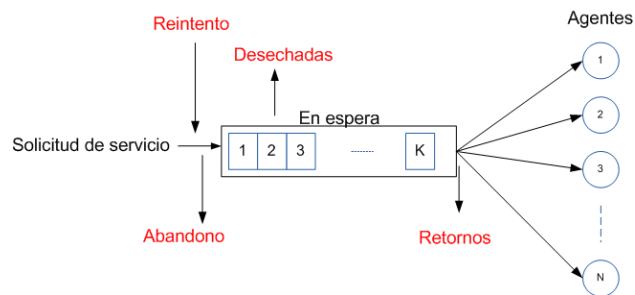 Reintento
Agentes
Desechadas
1
En espera
2
Solicitud de servicio
1 2 3 ........ K
3
Abandono
Retornos
N